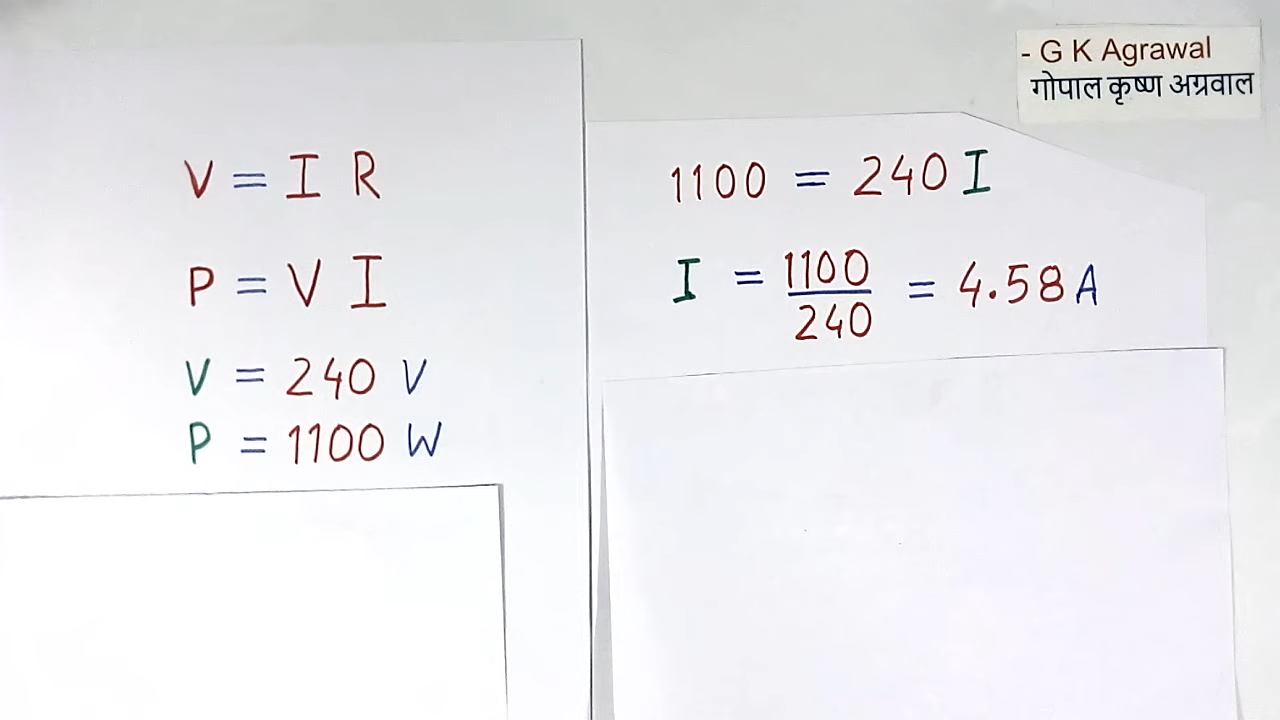 - G K Agrawal
गोपाल कृष्ण अग्रवाल
V = I R
P = V I
V = 240 V
P = 1100 W
1100 = 240 I
I = 1100/240 = 4.58 A